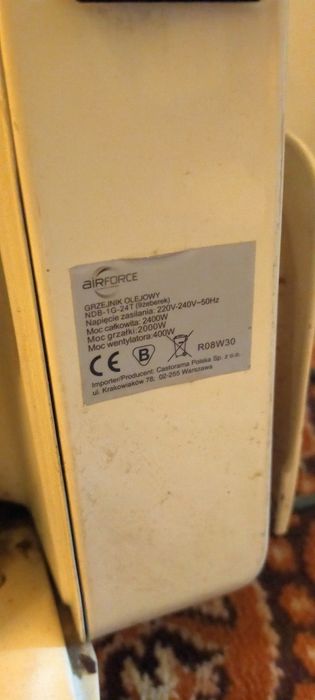 aIRFORCE
GRZEJNIK OLEJOWY
NDB-1G-24T (9żeberek)
Napięcie zasilania: 220V-240V~50Hz
Moc całkowita: 2400W
Moc grzałki: 2000W
Moc wentylatora: 400W
CE B R08W30
Importer/Producent: Castorama Polska Sp. z o.o.
ul. Krakowiaków 78, 02-255 Warszawa